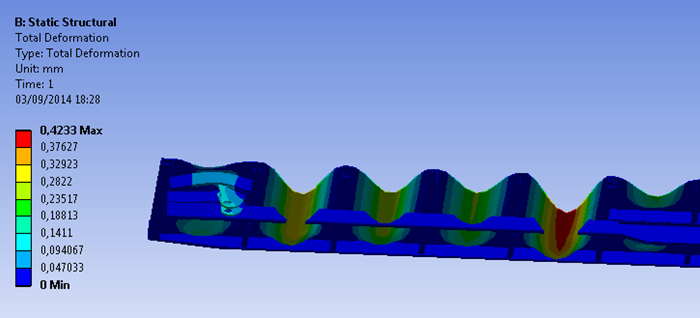 B: Static Structural
Total Deformation
Type: Total Deformation
Unit: mm
Time: 1
03/09/2014 18:28
0,4233 Max
0,37627
0,32923
0,2822
0,23517
0,18813
0,1411
0,094067
0,047033
0 Min